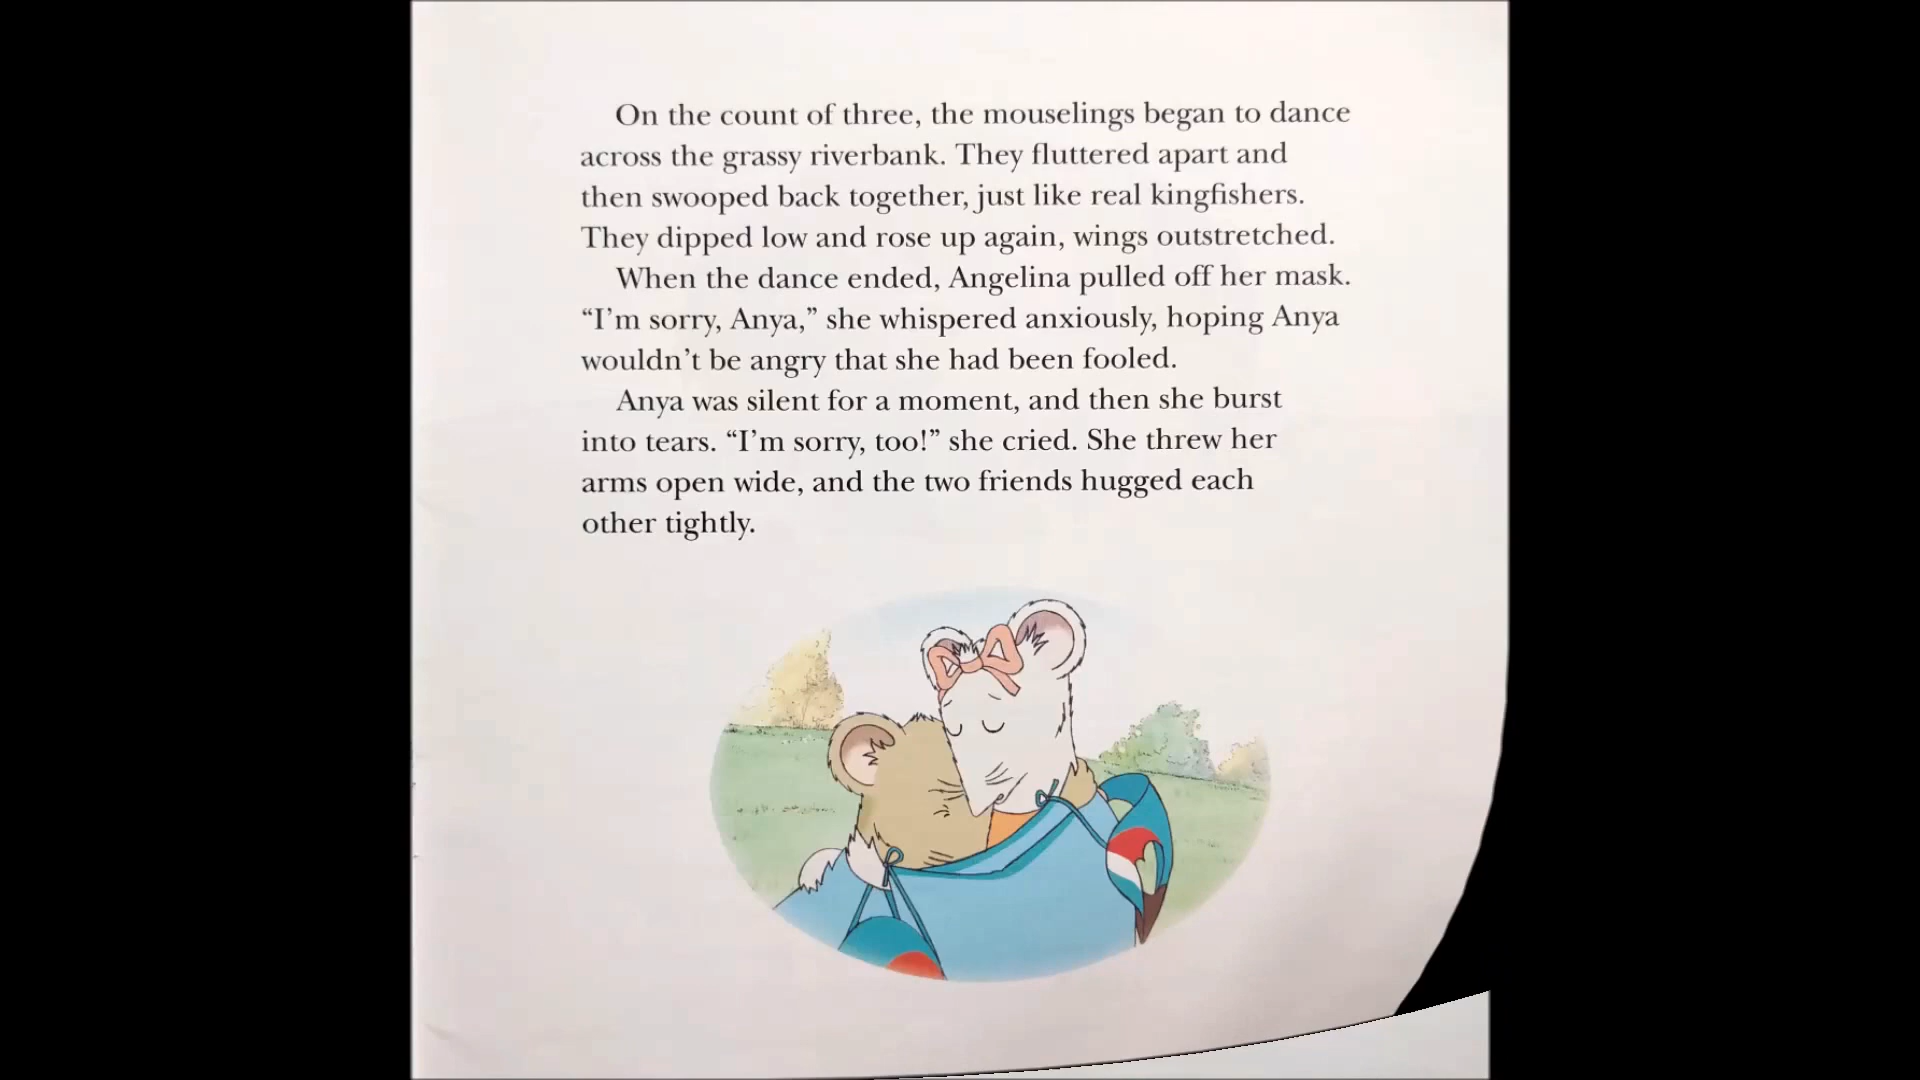 On the count of three, the mouselings began to dance
across the grassy riverbank. They fluttered apart and
then swooped back together, just like real kingfishers.
They dipped low and rose up again, wings outstretched.
When the dance ended, Angelina pulled off her mask.
“I’m sorry, Anya,” she whispered anxiously, hoping Anya
wouldn’t be angry that she had been fooled.
Anya was silent for a moment, and then she burst
into tears. “I’m sorry, too!” she cried. She threw her
arms open wide, and the two friends hugged each
other tightly.